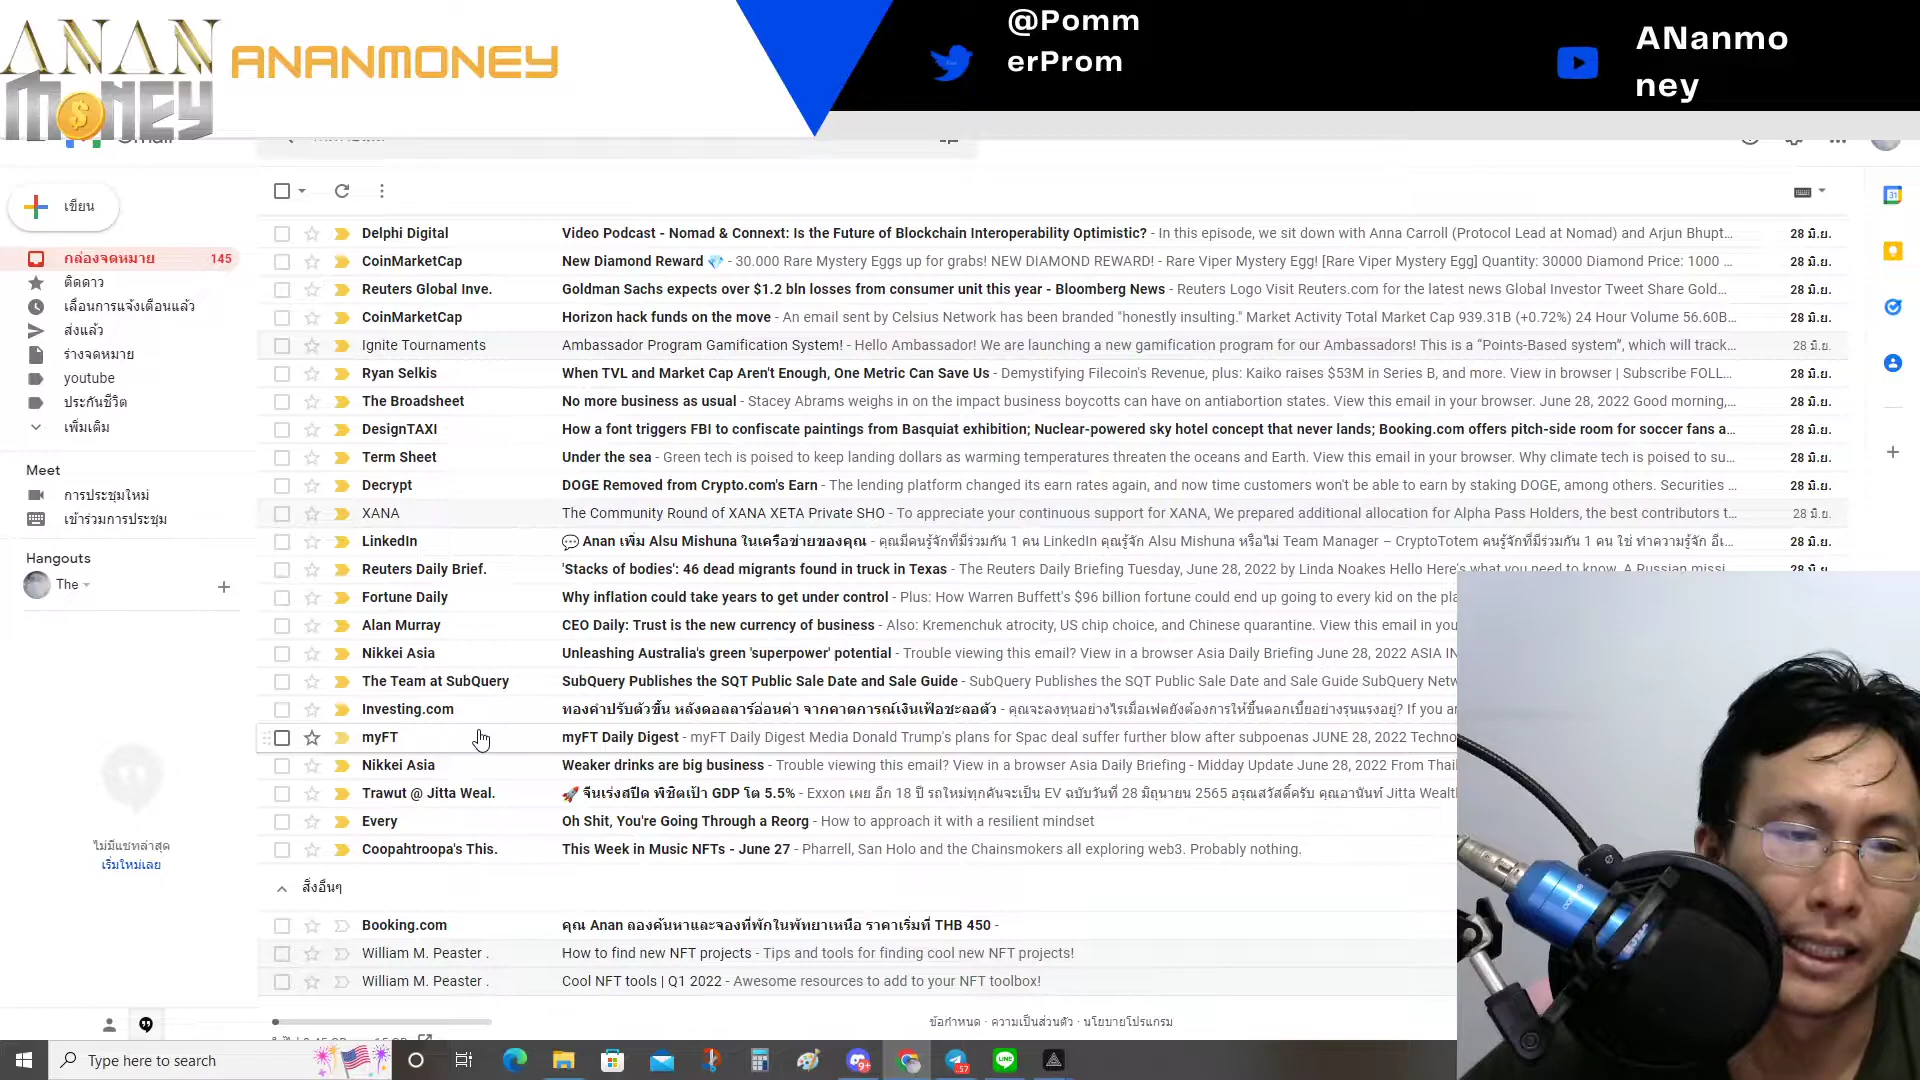 ANAN
MONEY
ANANMONEY
@Pomm
erProm
ANanmo
ney
เขียน
กล่องจดหมาย 145
ติดดาว
เลื่อนการแจ้งเตือนแล้ว
ส่งแล้ว
ร่างจดหมาย
youtube
ประกันชีวิต
เพิ่มเติม
Meet
การประชุมใหม่
เข้าร่วมการประชุม
Hangouts
The
ไม่มีแชทล่าสุด
เริ่มใหม่เลย
Delphi Digital Video Podcast - Nomad & Connext: Is the Future of Blockchain Interoperability Optimistic? - In this episode, we sit down with Anna Carroll (Protocol Lead at Nomad) and Arjun Bhupt... 28 มิ.ย.
CoinMarketCap New Diamond Reward 💎 - 30.000 Rare Mystery Eggs up for grabs! NEW DIAMOND REWARD! - Rare Viper Mystery Egg! [Rare Viper Mystery Egg] Quantity: 30000 Diamond Price: 1000 ... 28 มิ.ย.
Reuters Global Inve. Goldman Sachs expects over $1.2 bln losses from consumer unit this year - Bloomberg News - Reuters Logo Visit Reuters.com for the latest news Global Investor Tweet Share Gold... 28 มิ.ย.
CoinMarketCap Horizon hack funds on the move - An email sent by Celsius Network has been branded "honestly insulting." Market Activity Total Market Cap 939.31B (+0.72%) 24 Hour Volume 56.60B... 28 มิ.ย.
Ignite Tournaments Ambassador Program Gamification System! - Hello Ambassador! We are launching a new gamification program for our Ambassadors! This is a “Points-Based system”, which will track... 28 มิ.ย.
Ryan Selkis When TVL and Market Cap Aren't Enough, One Metric Can Save Us - Demystifying Filecoin's Revenue, plus: Kaiko raises $53M in Series B, and more. View in browser | Subscribe FOLL... 28 มิ.ย.
The Broadsheet No more business as usual - Stacey Abrams weighs in on the impact business boycotts can have on antiabortion states. View this email in your browser. June 28, 2022 Good morning,... 28 มิ.ย.
DesignTAXI How a font triggers FBI to confiscate paintings from Basquiat exhibition; Nuclear-powered sky hotel concept that never lands; Booking.com offers pitch-side room for soccer fans a... 28 มิ.ย.
Term Sheet Under the sea - Green tech is poised to keep landing dollars as warming temperatures threaten the oceans and Earth. View this email in your browser. Why climate tech is poised to su... 28 มิ.ย.
Decrypt DOGE Removed from Crypto.com's Earn - The lending platform changed its earn rates again, and now time customers won't be able to earn by staking DOGE, among others. Securities ... 28 มิ.ย.
XANA The Community Round of XANA XETA Private SHO - To appreciate your continuous support for XANA, We prepared additional allocation for Alpha Pass Holders, the best contributors t... 28 มิ.ย.
LinkedIn 💬 Anan เพิ่ม Alsu Mishuna ในเครือข่ายของคุณ - คุณมีคนรู้จักที่มีร่วมกัน 1 คน LinkedIn คุณรู้จัก Alsu Mishuna หรือไม่ Team Manager – CryptoTotem คนรู้จักที่มีร่วมกัน 1 คน ใช่ ทำความรู้จัก อีเ... 28 มิ.ย.
Reuters Daily Brief. 'Stacks of bodies': 46 dead migrants found in truck in Texas - The Reuters Daily Briefing Tuesday, June 28, 2022 by Linda Noakes Hello Here's what you need to know. A Russian missi... 28 มิ.ย.
Fortune Daily Why inflation could take years to get under control - Plus: How Warren Buffett's $96 billion fortune could end up going to every kid on the pla
Alan Murray CEO Daily: Trust is the new currency of business - Also: Kremenchuk atrocity, US chip choice, and Chinese quarantine. View this email in you
Nikkei Asia Unleashing Australia's green 'superpower' potential - Trouble viewing this email? View in a browser Asia Daily Briefing June 28, 2022 ASIA IN
The Team at SubQuery SubQuery Publishes the SQT Public Sale Date and Sale Guide - SubQuery Publishes the SQT Public Sale Date and Sale Guide SubQuery Netw
Investing.com ทองคำปรับตัวขึ้น หลังดอลลาร์อ่อนค่า จากคาดการณ์เงินเฟ้อชะลอตัว - คุณจะลงทุนอย่างไรเมื่อเฟดยังต้องการให้ขึ้นดอกเบี้ยอย่างรุนแรงอยู่? If you ar
myFT myFT Daily Digest - myFT Daily Digest Media Donald Trump's plans for Spac deal suffer further blow after subpoenas JUNE 28, 2022 Techno
Nikkei Asia Weaker drinks are big business - Trouble viewing this email? View in a browser Asia Daily Briefing - Midday Update June 28, 2022 From Thai
Trawut @ Jitta Weal. 🚀 จีนเร่งสปีด พิชิตเป้า GDP โต 5.5% - Exxon เผย อีก 18 ปี รถใหม่ทุกคันจะเป็น EV ฉบับวันที่ 28 มิถุนายน 2565 อรุณสวัสดิ์ครับ คุณอานันท์ Jitta Wealt
Every Oh Shit, You're Going Through a Reorg - How to approach it with a resilient mindset
Coopahtroopa's This. This Week in Music NFTs - June 27 - Pharrell, San Holo and the Chainsmokers all exploring web3. Probably nothing.
สิ่งอื่นๆ
Booking.com คุณ Anan ลองค้นหาและจองที่พักในพัทยาเหนือ ราคาเริ่มที่ THB 450 -
William M. Peaster . How to find new NFT projects - Tips and tools for finding cool new NFT projects!
William M. Peaster . Cool NFT tools | Q1 2022 - Awesome resources to add to your NFT toolbox!
ข้อกำหนด · ความเป็นส่วนตัว · นโยบายโปรแกรม
Type here to search